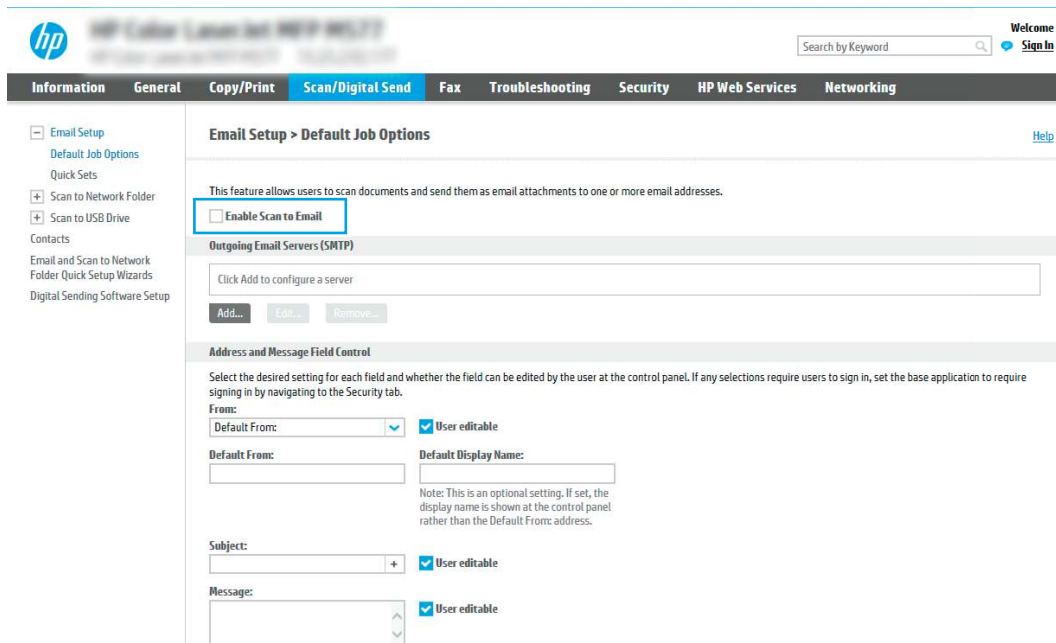 hp
HP Color LaserJet MFP M577
Welcome
Search by Keyword
Sign In
Information General Copy/Print Scan/Digital Send Fax Troubleshooting Security HP Web Services Networking
Email Setup
Default Job Options
Quick Sets
Scan to Network Folder
Scan to USB Drive
Contacts
Email and Scan to Network
Folder Quick Setup Wizards
Digital Sending Software Setup
Email Setup > Default Job Options
Help
This feature allows users to scan documents and send them as email attachments to one or more email addresses.
Enable Scan to Email
Outgoing Email Servers (SMTP)
Click Add to configure a server
Add... Edit... Remove...
Address and Message Field Control
Select the desired setting for each field and whether the field can be edited by the user at the control panel. If any selections require users to sign in, set the base application to require
signing in by navigating to the Security tab.
From:
Default From: User editable
Default From: Default Display Name:
Note: This is an optional setting. If set, the
display name is shown at the control panel
rather than the Default From: address.
Subject:
+ User editable
Message:
User editable